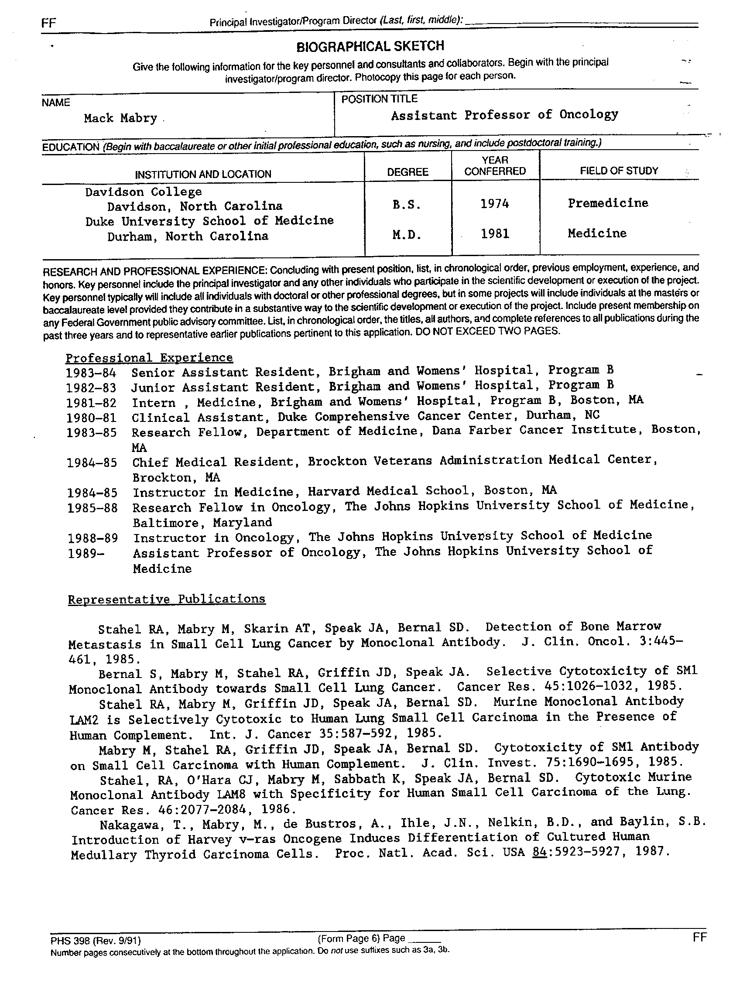 FF Principal Investigator/Program Director (Last, first, middle):
BIOGRAPHICAL SKETCH
Give the following information for the key personnel and consultants and collaborators. Begin with the principal
investigator/program director. Photocopy this page for each person.
NAME POSITION TITLE
Mack Mabry Assistant Professor of Oncology
EDUCATION (Begin with baccalaureate or other initial professional education, such as nursing, and include postdoctoral training.)
INSTITUTION AND LOCATION DEGREE YEAR CONFERRED FIELD OF STUDY
Davidson College
Davidson, North Carolina B.S. 1974 Premedicine
Duke University School of Medicine
Durham, North Carolina M.D. 1981 Medicine
RESEARCH AND PROFESSIONAL EXPERIENCE: Concluding with present position, list, in chronological order, previous employment, experience, and
honors. Key personnel include the principal investigator and any other individuals who participate in the scientific development or execution of the project.
Key personnel typically will include all individuals with doctoral or other professional degrees, but in some projects will include individuals at the masters or
baccalaureate level provided they contribute in a substantive way to the scientific development or execution of the project. Include present membership on
any Federal Government public advisory committee. List, in chronological order, the titles, all authors, and complete references to all publications during the
past three years and to representative earlier publications pertinent to this application. DO NOT EXCEED TWO PAGES.
Professional Experience
1983-84 Senior Assistant Resident, Brigham and Womens' Hospital, Program B
1982-83 Junior Assistant Resident, Brigham and Womens' Hospital, Program B
1981-82 Intern , Medicine, Brigham and Womens' Hospital, Program B, Boston, MA
1980-81 Clinical Assistant, Duke Comprehensive Cancer Center, Durham, NC
1983-85 Research Fellow, Department of Medicine, Dana Farber Cancer Institute, Boston,
MA
1984-85 Chief Medical Resident, Brockton Veterans Administration Medical Center,
Brockton, MA
1984-85 Instructor in Medicine, Harvard Medical School, Boston, MA
1985-88 Research Fellow in Oncology, The Johns Hopkins University School of Medicine,
Baltimore, Maryland
1988-89 Instructor in Oncology, The Johns Hopkins University School of Medicine
1989- Assistant Professor of Oncology, The Johns Hopkins University School of
Medicine
Representative Publications
Stahel RA, Mabry M, Skarin AT, Speak JA, Bernal SD. Detection of Bone Marrow
Metastasis in Small Cell Lung Cancer by Monoclonal Antibody. J. Clin. Oncol. 3:445-
461, 1985.
Bernal S, Mabry M, Stahel RA, Griffin JD, Speak JA. Selective Cytotoxicity of SM1
Monoclonal Antibody towards Small Cell Lung Cancer. Cancer Res. 45:1026-1032, 1985.
Stahel RA, Mabry M, Griffin JD, Speak JA, Bernal SD. Murine Monoclonal Antibody
LAM2 is Selectively Cytotoxic to Human Lung Small Cell Carcinoma in the Presence of
Human Complement. Int. J. Cancer 35:587-592, 1985.
Mabry M, Stahel RA, Griffin JD, Speak JA, Bernal SD. Cytotoxicity of SM1 Antibody
on Small Cell Carcinoma with Human Complement. J. Clin. Invest. 75:1690-1695, 1985.
Stahel, RA, O'Hara CJ, Mabry M, Sabbath K, Speak JA, Bernal SD. Cytotoxic Murine
Monoclonal Antibody LAM8 with Specificity for Human Small Cell Carcinoma of the Lung.
Cancer Res. 46:2077-2084, 1986.
Nakagawa, T., Mabry, M., de Bustros, A., Ihle, J.N., Nelkin, B.D., and Baylin, S.B.
Introduction of Harvey v-ras Oncogene Induces Differentiation of Cultured Human
Medullary Thyroid Carcinoma Cells. Proc. Natl. Acad. Sci. USA 84:5923-5927, 1987.
PHS 398 (Rev. 9/91) (Form Page 6) Page FF
Number pages consecutively at the bottom throughout the application. Do not use suffixes such as 3a, 3b.